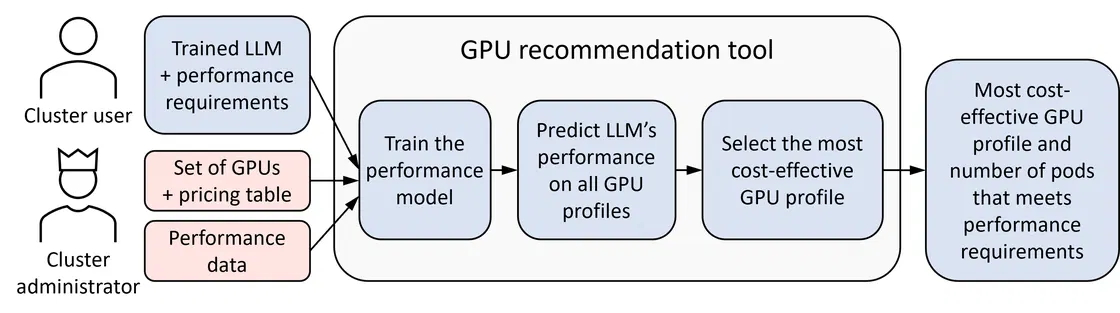 Cluster user
Trained LLM
+ performance
requirements
Cluster
administrator
Set of GPUs
+ pricing table
Performance
data
GPU recommendation tool
Train the
performance
model
Predict LLM’s
performance
on all GPU
profiles
Select the most
cost-effective
GPU profile
Most cost-
effective GPU
profile and
number of pods
that meets
performance
requirements